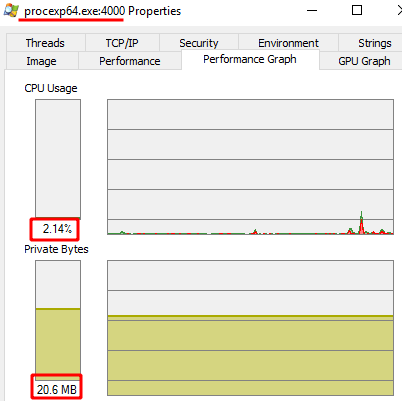 procexp64.exe:4000 Properties
Threads TCP/IP Security Environment Strings
Image Performance Performance Graph GPU Graph
CPU Usage
2.14%
Private Bytes
20.6 MB